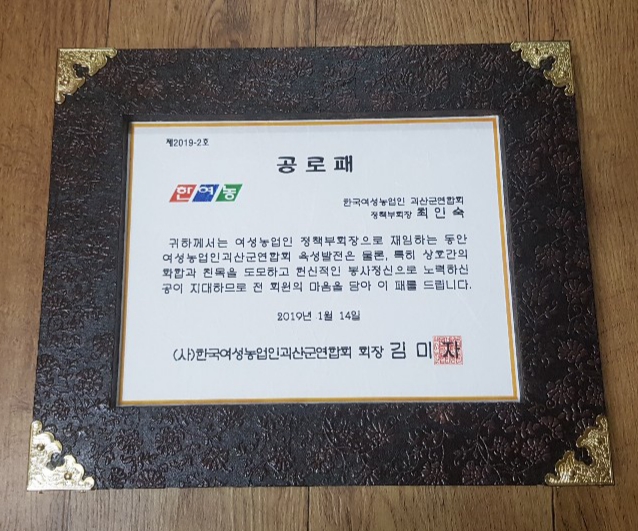 제2019-2호
공로패
한여농
한국여성농업인 괴산군연합회
정책부회장 최인숙
귀하께서는 여성농업인 정책부회장으로 재임하는 동안
여성농업인괴산군연합회 육성발전은 물론, 특히 상호간의
화합과 친목을 도모하고 헌신적인 봉사정신으로 노력하신
공이 지대하므로 전 회원의 마음을 담아 이 패를 드립니다.
2019년 1월 14일
(사)한국여성농업인괴산군연합회 회장 김미자